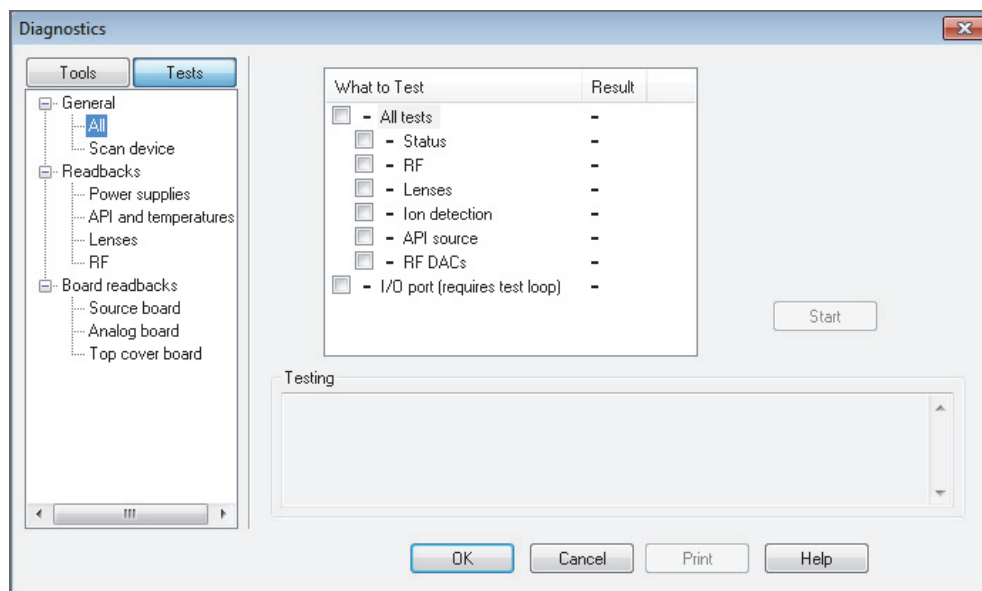 Diagnostics
Tools Tests
General
All
Scan device
Readbacks
Power supplies
API and temperatures
Lenses
RF
Board readbacks
Source board
Analog board
Top cover board
What to Test Result
- All tests -
- Status -
- RF -
- Lenses -
- Ion detection -
- API source -
- RF DACs -
- I/O port (requires test loop) -
Start
Testing
OK Cancel Print Help